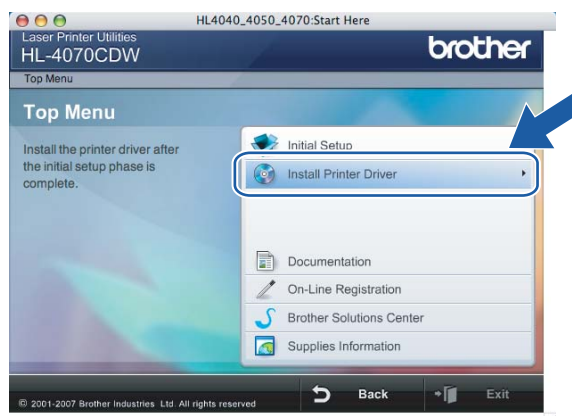 HL4040_4050_4070:Start Here
Laser Printer Utilities
HL-4070CDW
brother
Top Menu
Top Menu
Install the printer driver after
the initial setup phase is
complete.
Initial Setup
Install Printer Driver
Documentation
On-Line Registration
Brother Solutions Center
Supplies Information
© 2001-2007 Brother Industries Ltd. All rights reserved
Back
Exit